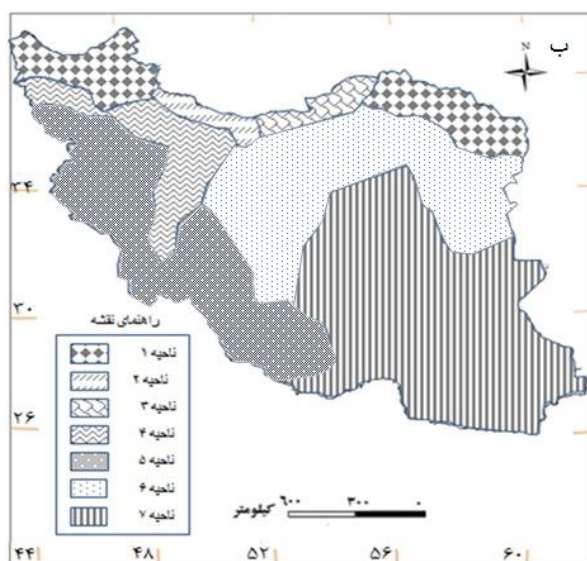 ب
N
۳۴
۳۰
۲۶
راهنمای نقشه
ناحیه ۱
ناحیه ۲
ناحیه ۳
ناحیه ۴
ناحیه ۵
ناحیه ۶
ناحیه ۷
۶۰۰ ۳۰۰ ۰
کیلومتر
۴۴ ۴۸ ۵۲ ۵۶ ۶۰